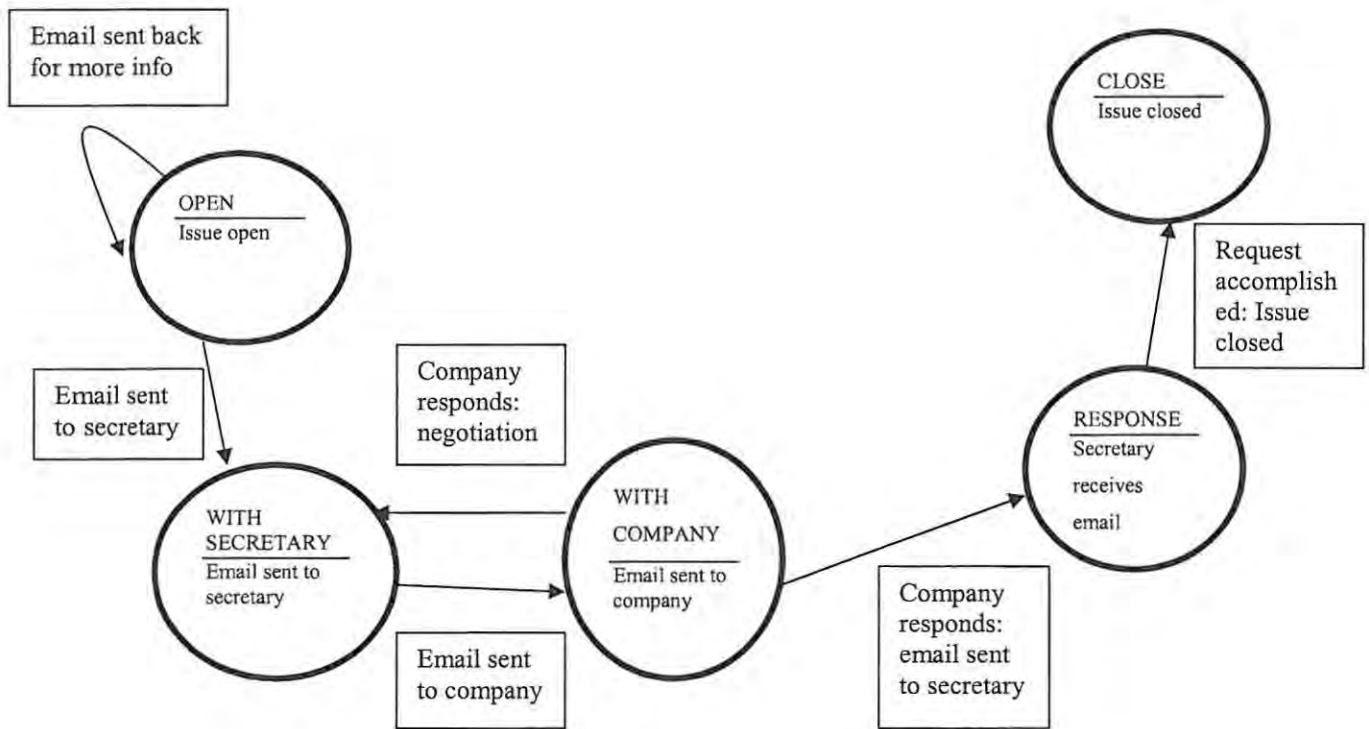 Email sent back
for more info
OPEN
Issue open
Email sent
to secretary
WITH
SECRETARY
Email sent to
secretary
Company
responds:
negotiation
Email sent
to company
WITH
COMPANY
Email sent to
company
Company
responds:
email sent
to secretary
RESPONSE
Secretary
receives
email
Request
accomplish
ed: Issue
closed
CLOSE
Issue closed